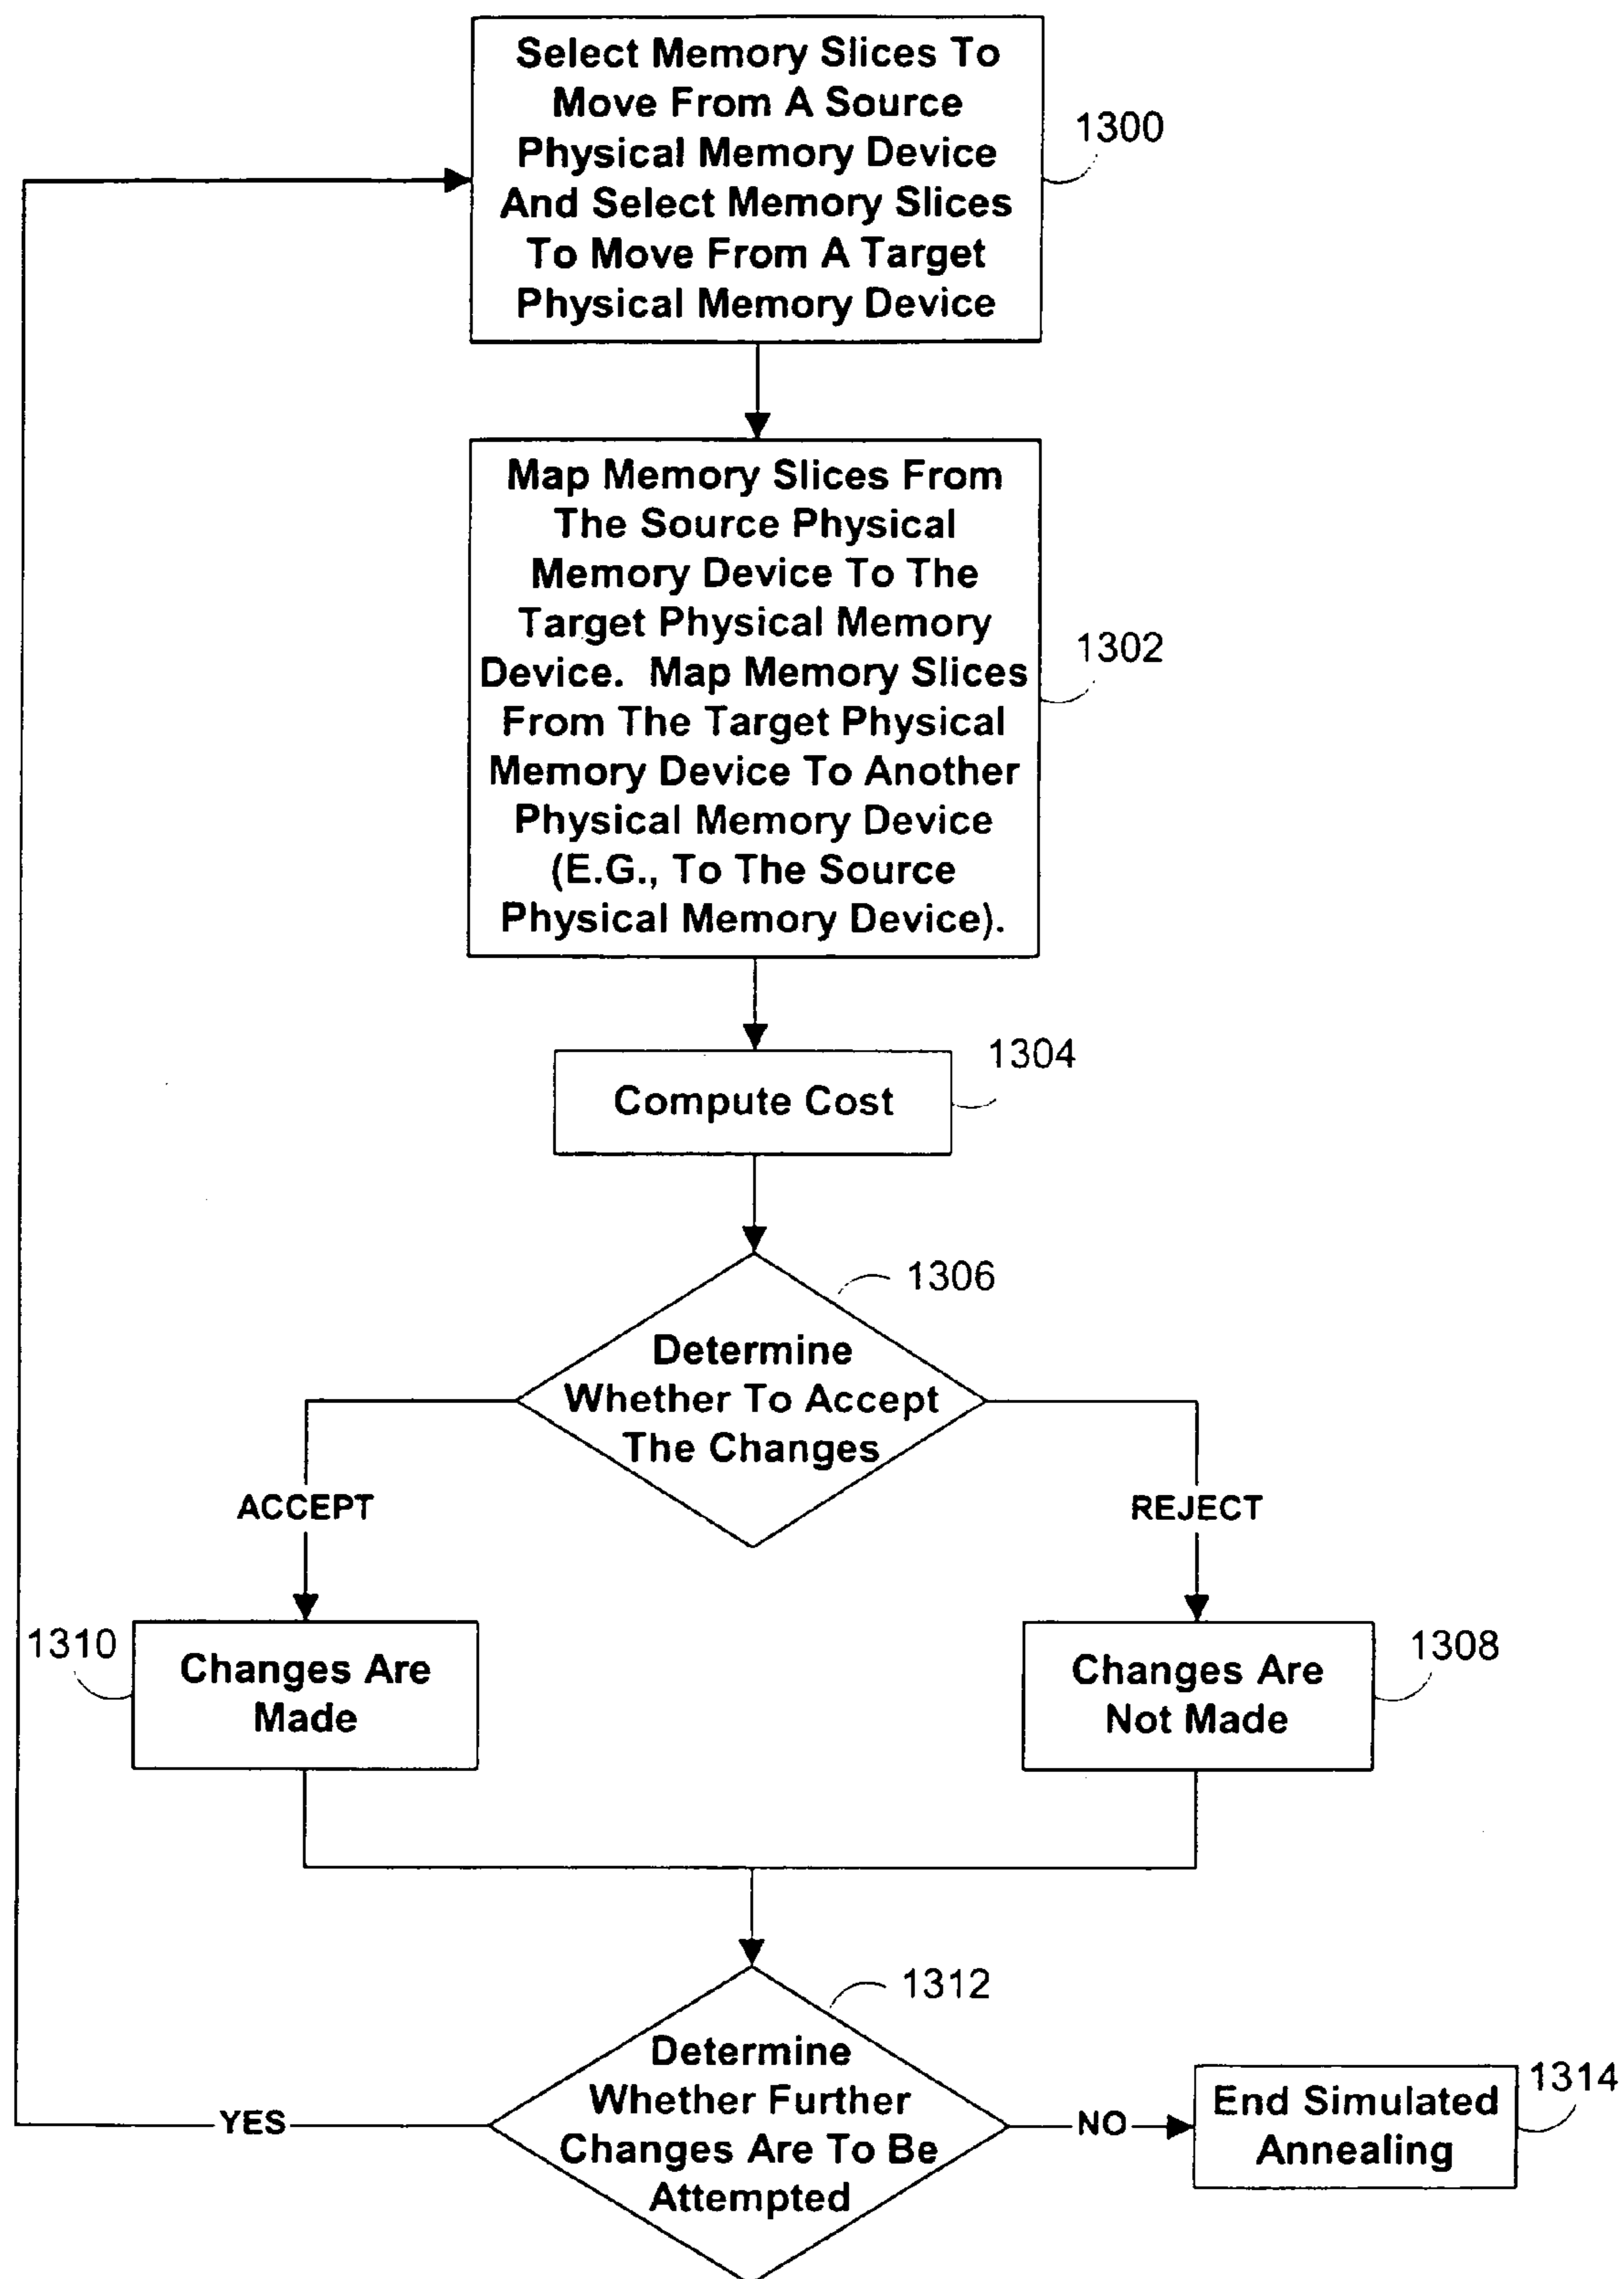 Select Memory Slices To
Move From A Source
Physical Memory Device
And Select Memory Slices
To Move From A Target
Physical Memory Device
1300
Map Memory Slices From
The Source Physical
Memory Device To The
Target Physical Memory
Device. Map Memory Slices
From The Target Physical
Memory Device To Another
Physical Memory Device
(E.G., To The Source
Physical Memory Device).
1302
Compute Cost
1304
1306
Determine
Whether To Accept
The Changes
ACCEPT
REJECT
1310
Changes Are
Made
Changes Are
Not Made
1308
1312
Determine
Whether Further
Changes Are To Be
Attempted
YES
NO
End Simulated
Annealing
1314